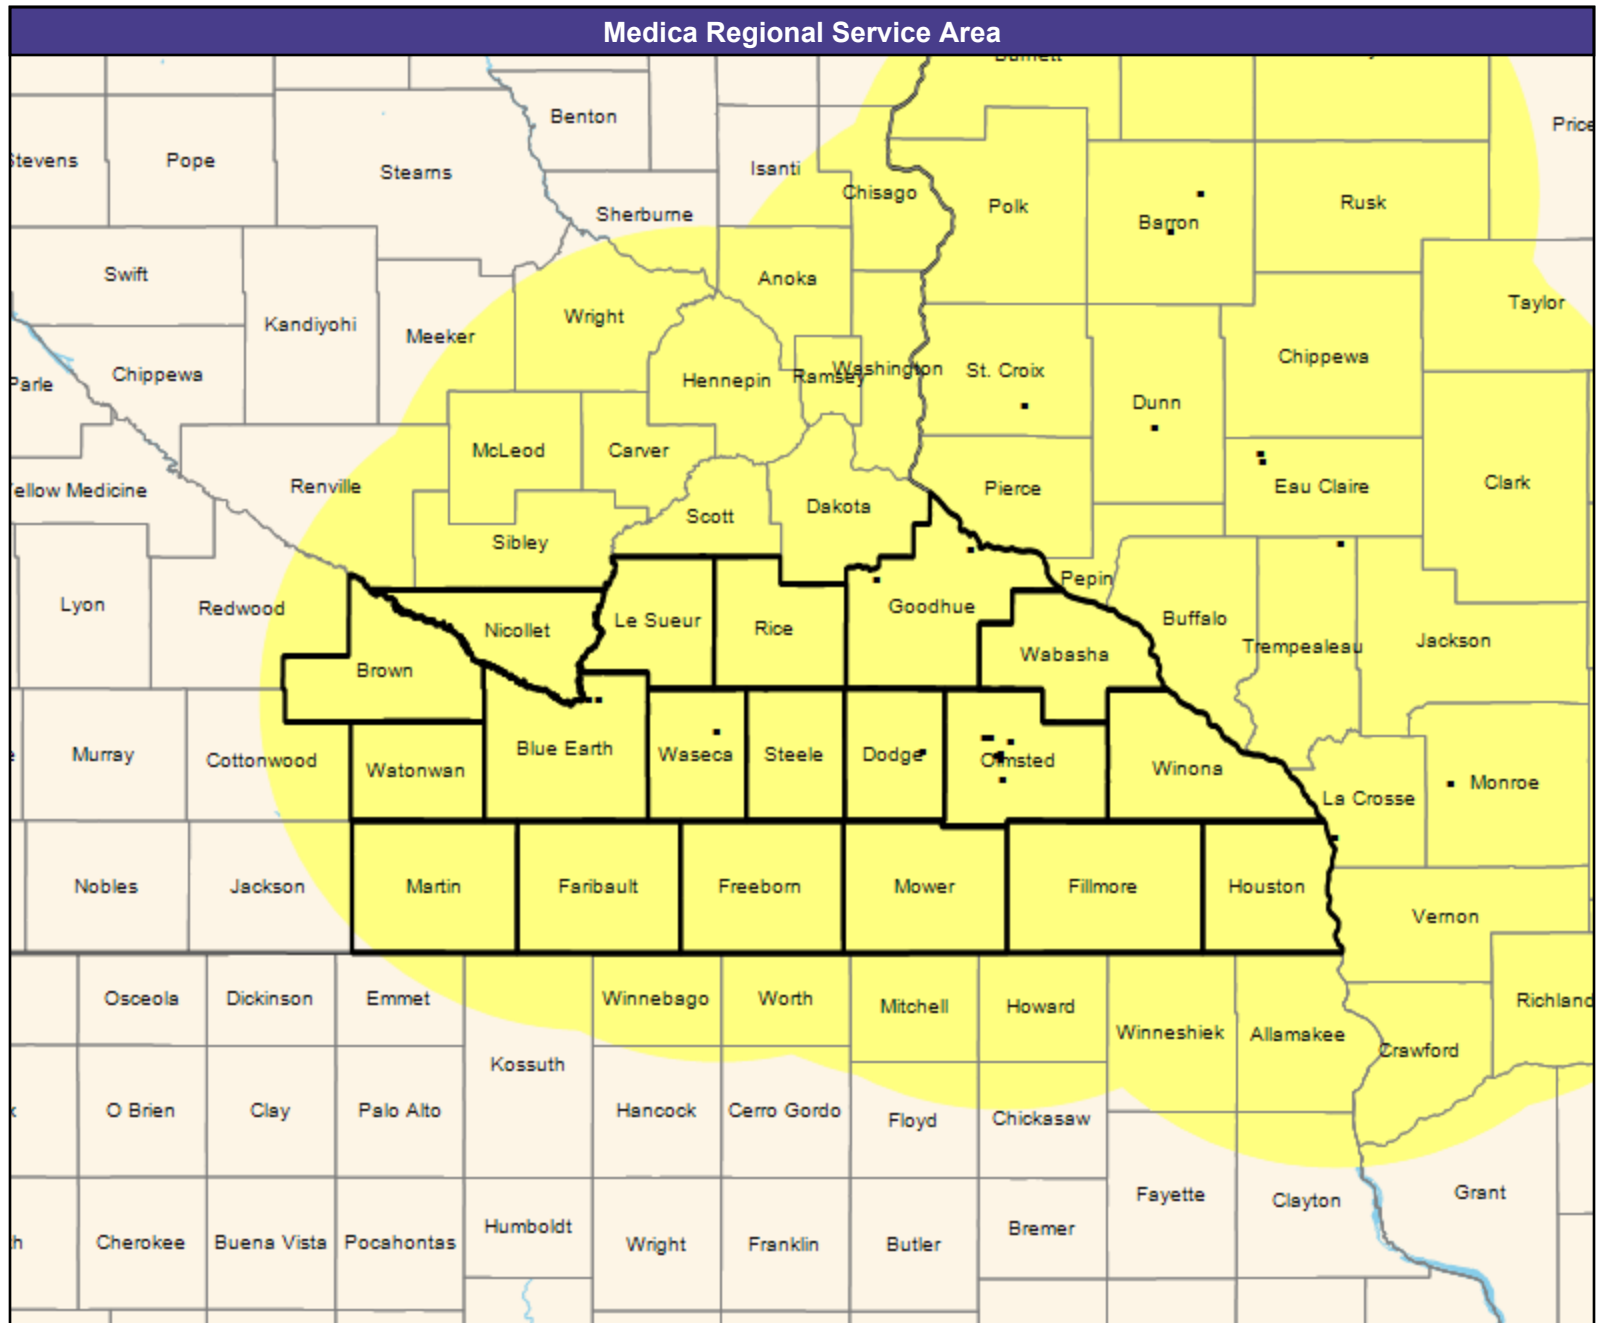 Medica Regional Service Area
Burnett
Benton
Price
Stevens
Pope
Stearns
Isanti
Chisago
Sherburne
Polk
Barron
Rusk
Swift
Anoka
Taylor
Kandiyohi
Wright
Meeker
Chippewa
Parle
Chippewa
Hennepin
Ramsey
Washington
St. Croix
Dunn
McLeod
Carver
Renville
ellow Medicine
Scott
Dakota
Pierce
Eau Claire
Clark
Sibley
Pepin
Lyon
Redwood
Nicollet
Le Sueur
Rice
Goodhue
Buffalo
Trempealeau
Jackson
Brown
Wabasha
Murray
Cottonwood
Watonwan
Blue Earth
Waseca
Steele
Dodge
Olmsted
Winona
La Crosse
Monroe
Nobles
Jackson
Martin
Faribault
Freeborn
Mower
Fillmore
Houston
Vernon
Osceola
Dickinson
Emmet
Winnebago
Worth
Mitchell
Howard
Winneshiek
Allamakee
Richland
Kossuth
Crawford
O Brien
Clay
Palo Alto
Hancock
Cerro Gordo
Floyd
Chickasaw
Fayette
Clayton
Grant
Cherokee
Buena Vista
Pocahontas
Humboldt
Wright
Franklin
Butler
Bremer